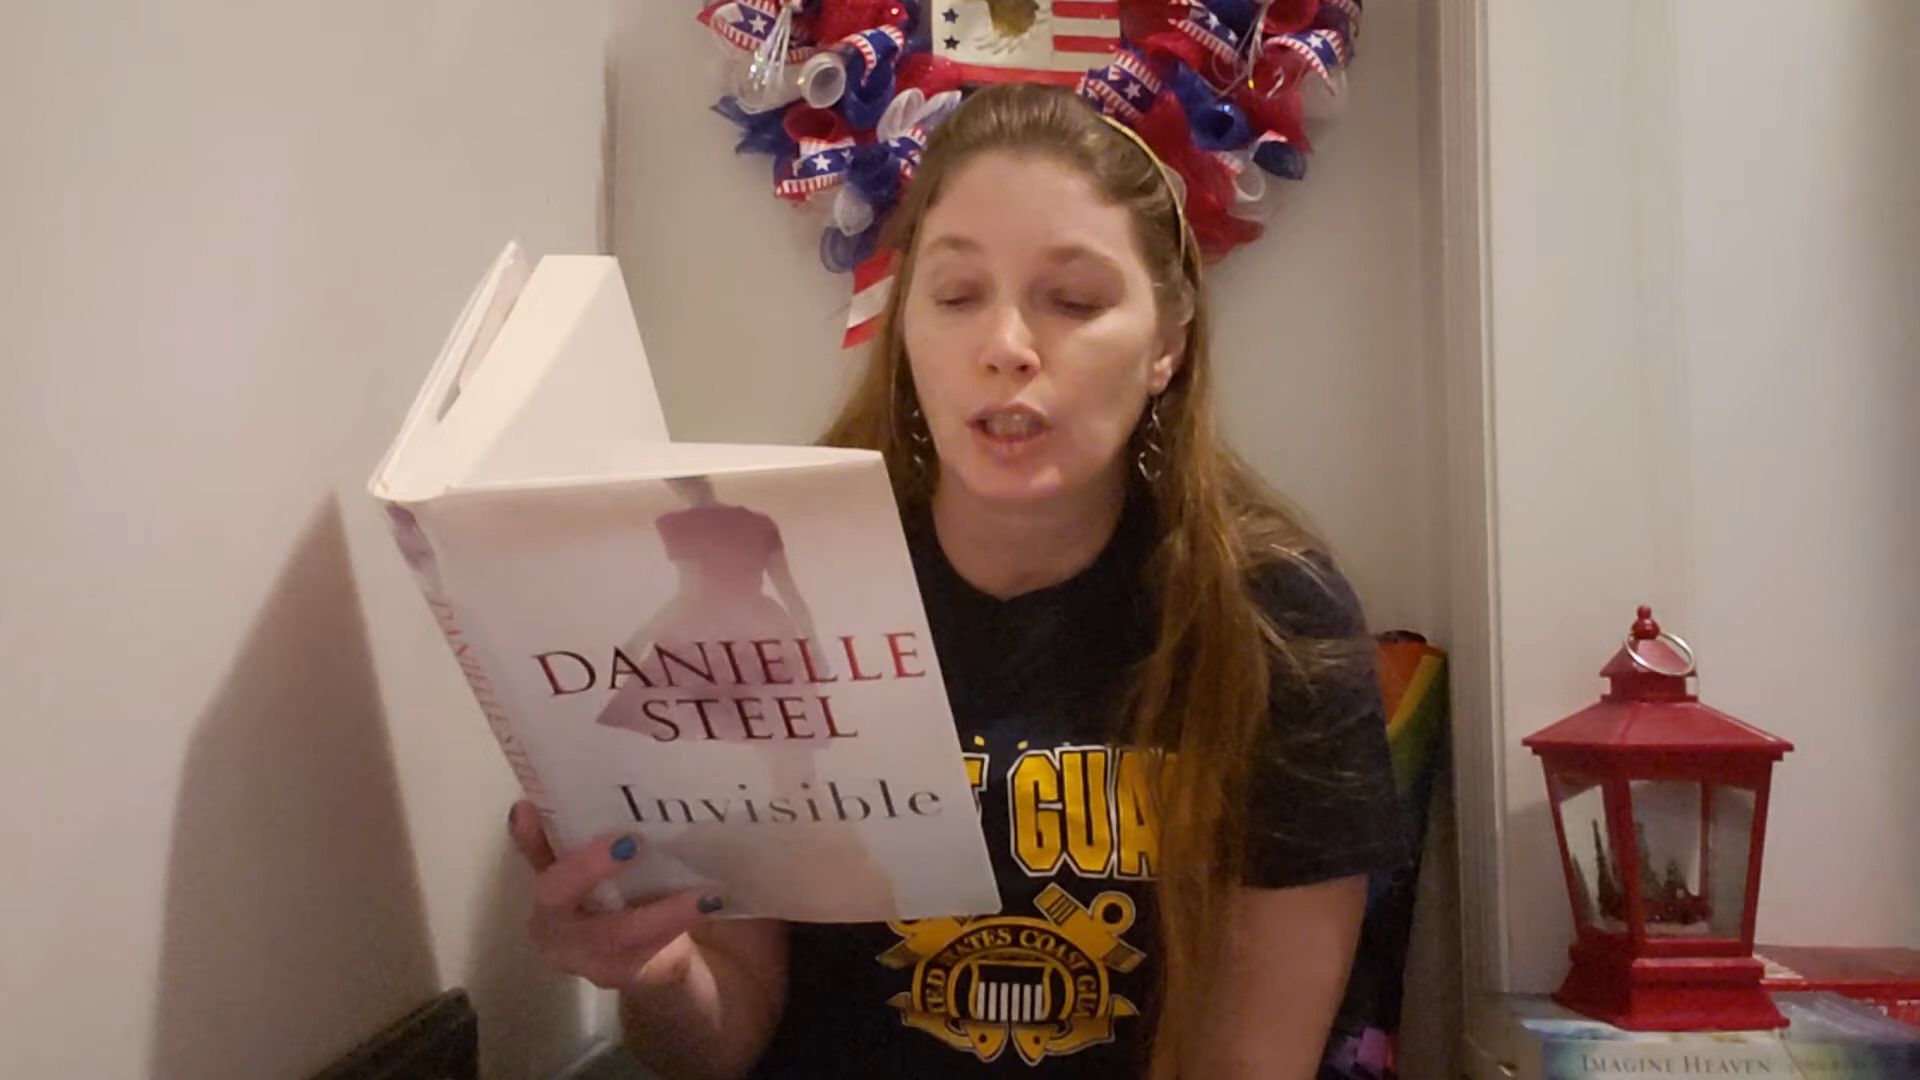 DANIELLE
STEEL
Invisible
DANIELLE STEEL
GUA
TED STATES COAST GU
IMAGINE HEAVEN